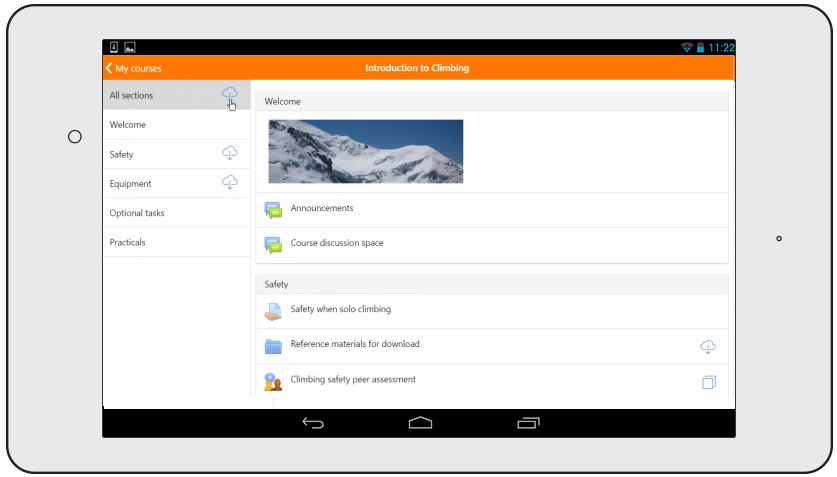 11:22
My courses
Introduction to Climbing
All sections
Welcome
Safety
Equipment
Optional tasks
Practicals
Welcome
Announcements
Course discussion space
Safety
Safety when solo climbing
Reference materials for download
Climbing safety peer assessment